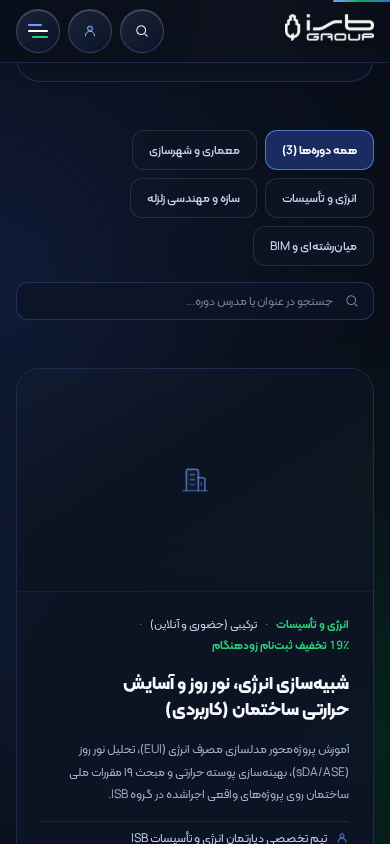 isb
GROUP
همه دوره‌ها (3)
معماری و شهرسازی
انرژی و تأسیسات
سازه و مهندسی زلزله
میان‌رشته‌ای و BIM
جستجو در عنوان یا مدرس دوره...
انرژی و تأسیسات · ترکیبی (حضوری و آنلاین) ·
19٪ تخفیف ثبت‌نام زودهنگام
شبیه‌سازی انرژی، نور روز و آسایش
حرارتی ساختمان (کاربردی)
آموزش پروژه‌محور مدلسازی مصرف انرژی (EUI)، تحلیل نور روز
(sDA/ASE)، بهینه‌سازی پوسته حرارتی و مبحث ۱۹ مقررات ملی
ساختمان روی پروژه‌های واقعی اجراشده در گروه ISB.
تیم تخصصی دپارتمان انرژی و تأسیسات ISB